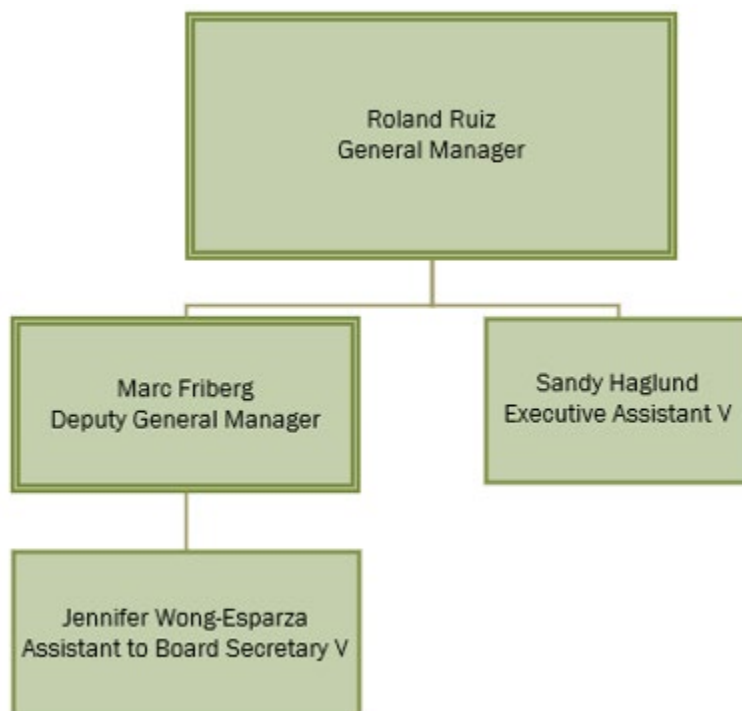 Roland Ruiz
General Manager
Marc Friberg
Deputy General Manager
Sandy Haglund
Executive Assistant V
Jennifer Wong-Esparza
Assistant to Board Secretary V